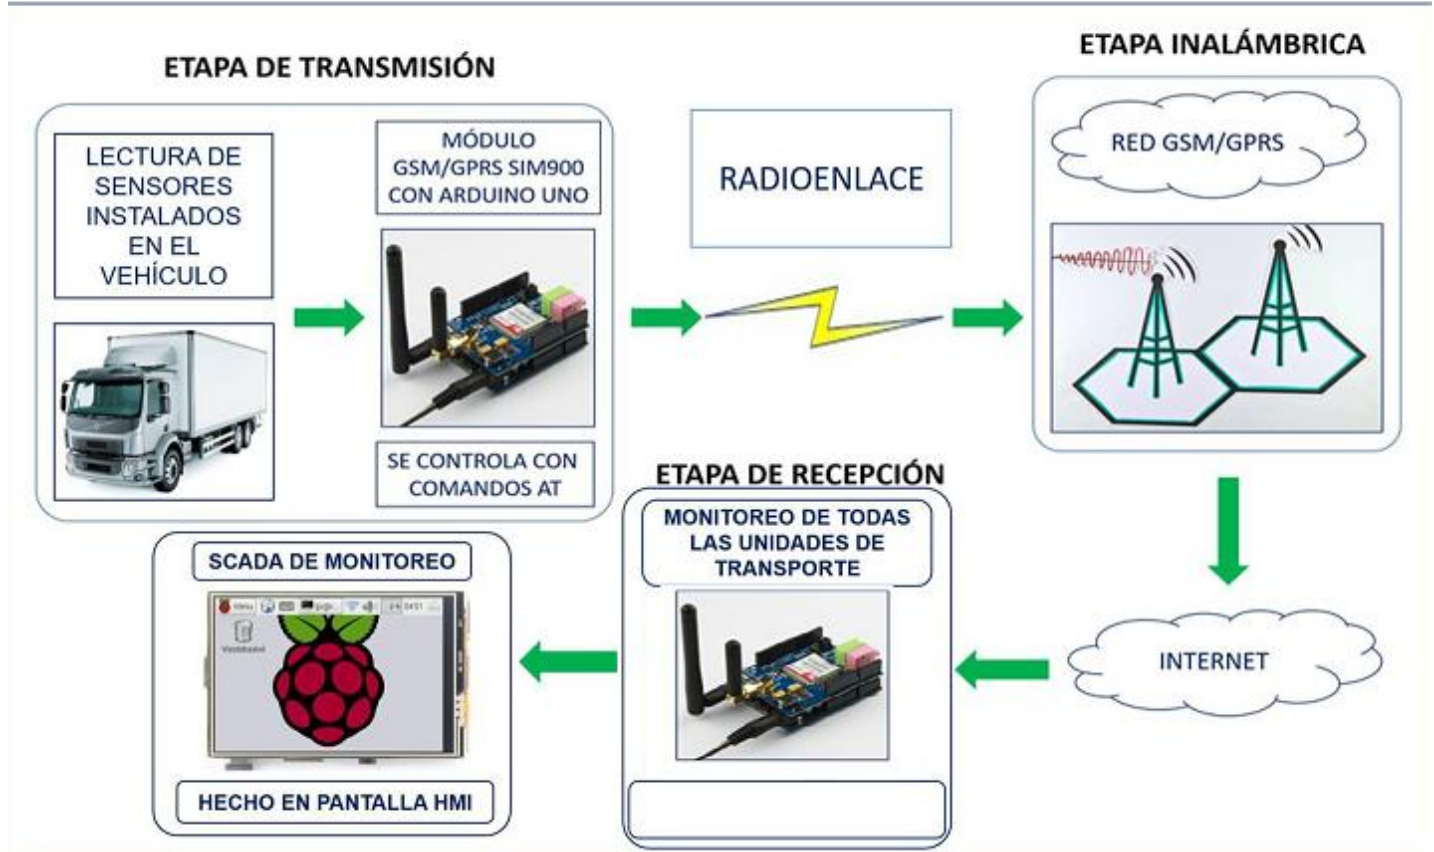 ETAPA DE TRANSMISIÓN
LECTURA DE
SENSORES
INSTALADOS
EN EL
VEHÍCULO
MÓDULO
GSM/GPRS SIM900
CON ARDUINO UNO
SE CONTROLA CON
COMANDOS AT
RADIOENLACE
ETAPA INALÁMBRICA
RED GSM/GPRS
INTERNET
ETAPA DE RECEPCIÓN
MONITOREO DE TODAS
LAS UNIDADES DE
TRANSPORTE
SCADA DE MONITOREO
Menu
Wastebasket
HECHO EN PANTALLA HMI